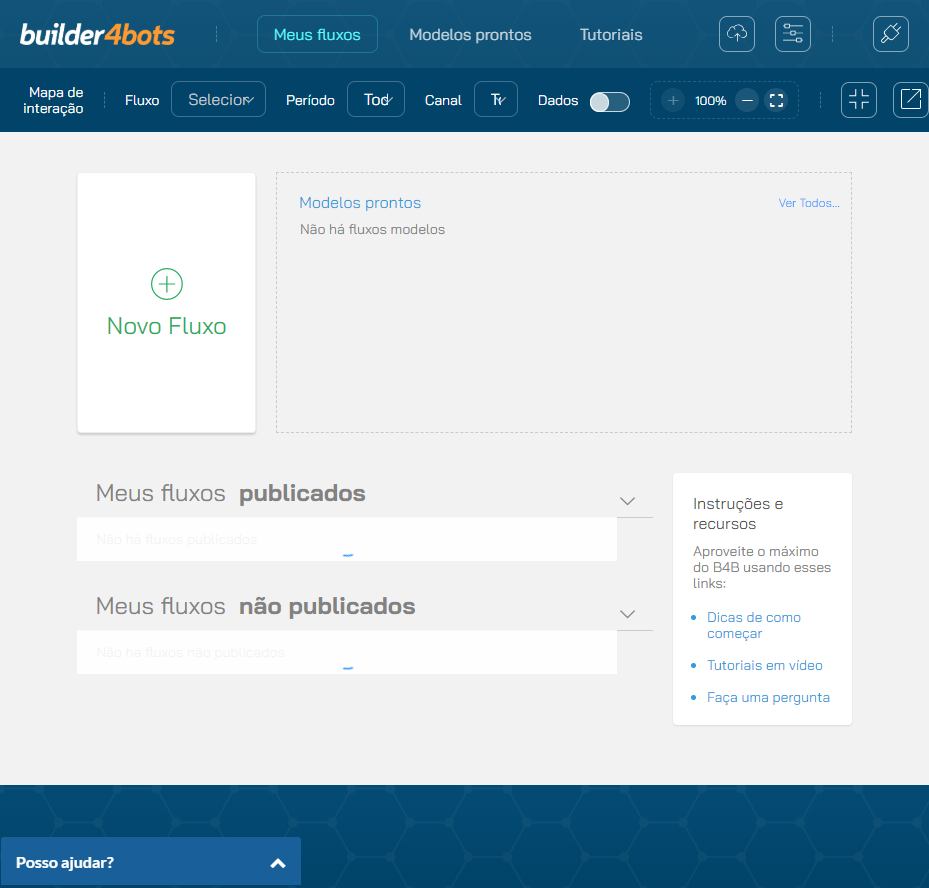 builder4bots
Meus fluxos
Modelos prontos
Tutoriais
Mapa de
interação
Fluxo
Selecion
Período
Tod
Canal
To
Dados
100%
Novo Fluxo
Modelos prontos
Ver Todos...
Não há fluxos modelos
Meus fluxos publicados
Não há fluxos publicados
Meus fluxos não publicados
Não há fluxos não publicados
Instruções e
recursos
Aproveite o máximo
do B4B usando esses
links:
Dicas de como
começar
Tutoriais em vídeo
Faça uma pergunta
Posso ajudar?